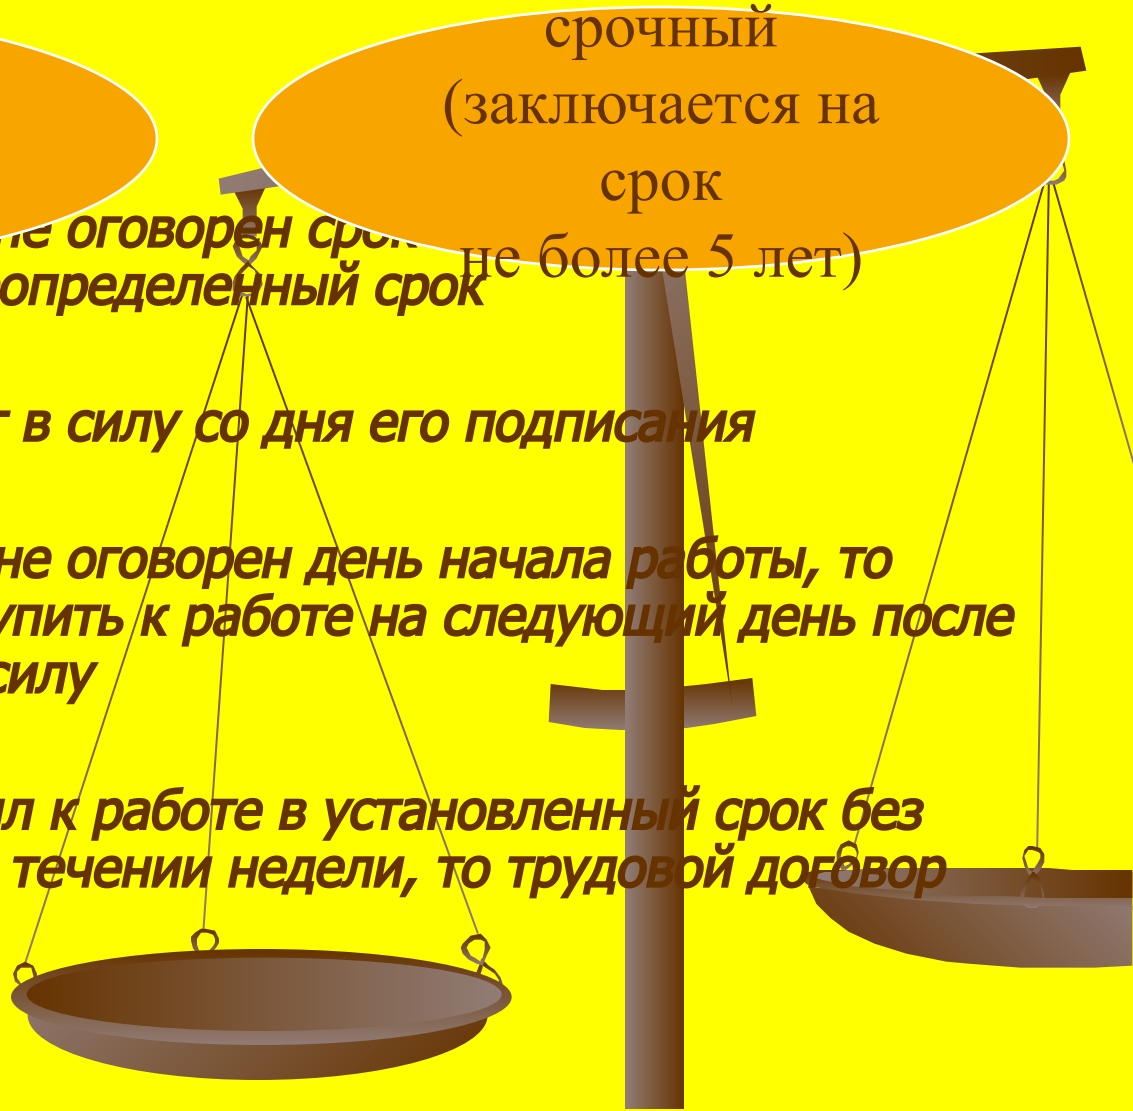 срочный
(заключается на
срок
не более 5 лет)
не оговорен срок
определенный срок
в силу со дня его подписания
не оговорен день начала работы, то
упить к работе на следующий день после
силу
л к работе в установленный срок без
течении недели, то трудовой договор